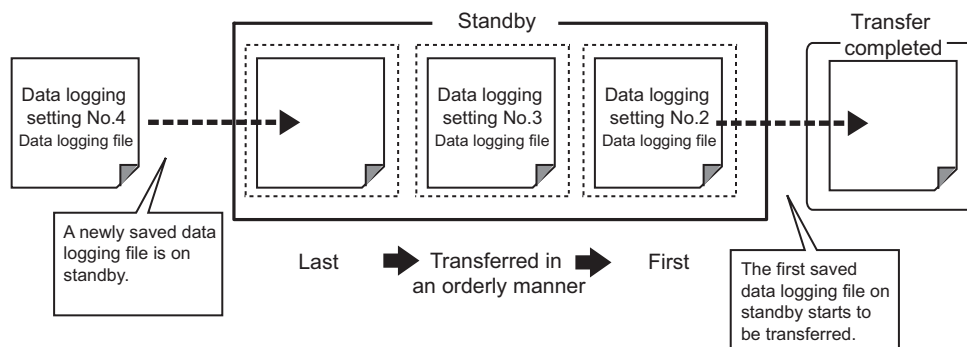 Standby
Transfer
completed
Data logging
setting No.4
Data logging file
Data logging
setting No.3
Data logging file
Data logging
setting No.2
Data logging file
A newly saved data
logging file is on
standby.
Last
Transferred in
an orderly manner
First
The first saved
data logging file on
standby starts to
be transferred.